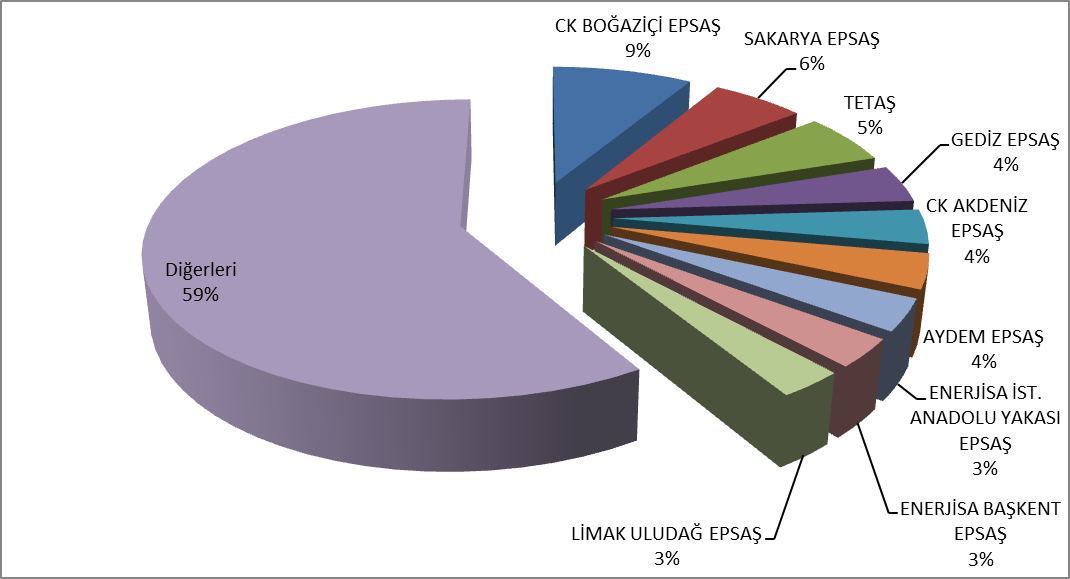 CK BOĞAZİÇİ EPSAŞ
9%
SAKARYA EPSAŞ
6%
TETAŞ
5%
GEDİZ EPSAŞ
4%
CK AKDENİZ
EPSAŞ
4%
AYDEM EPSAŞ
4%
ENERJİSA İST.
ANADOLU YAKASI
EPSAŞ
3%
ENERJİSA BAŞKENT
EPSAŞ
3%
LİMAK ULUDAĞ EPSAŞ
3%
Diğerleri
59%